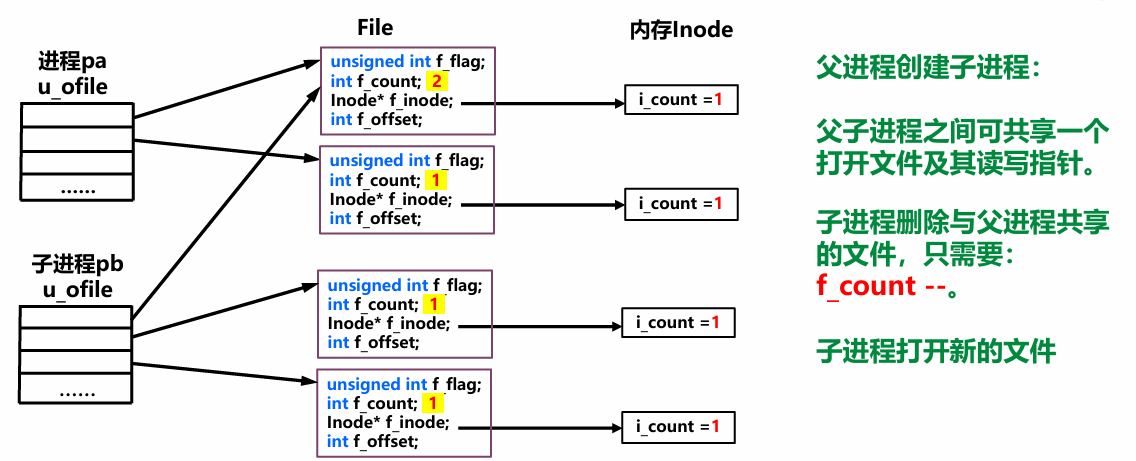 File
内存Inode
进程pa
u_ofile
......
unsigned int f_flag;
int f_count; 2
Inode* f_inode;
int f_offset;
i_count =1
unsigned int f_flag;
int f_count; 1
Inode* f_inode;
int f_offset;
i_count =1
子进程pb
u_ofile
......
unsigned int f_flag;
int f_count; 1
Inode* f_inode;
int f_offset;
i_count =1
unsigned int f_flag;
int f_count; 1
Inode* f_inode;
int f_offset;
i_count =1
父进程创建子进程：
父子进程之间可共享一个
打开文件及其读写指针。
子进程删除与父进程共享
的文件，只需要：
f_count --。
子进程打开新的文件